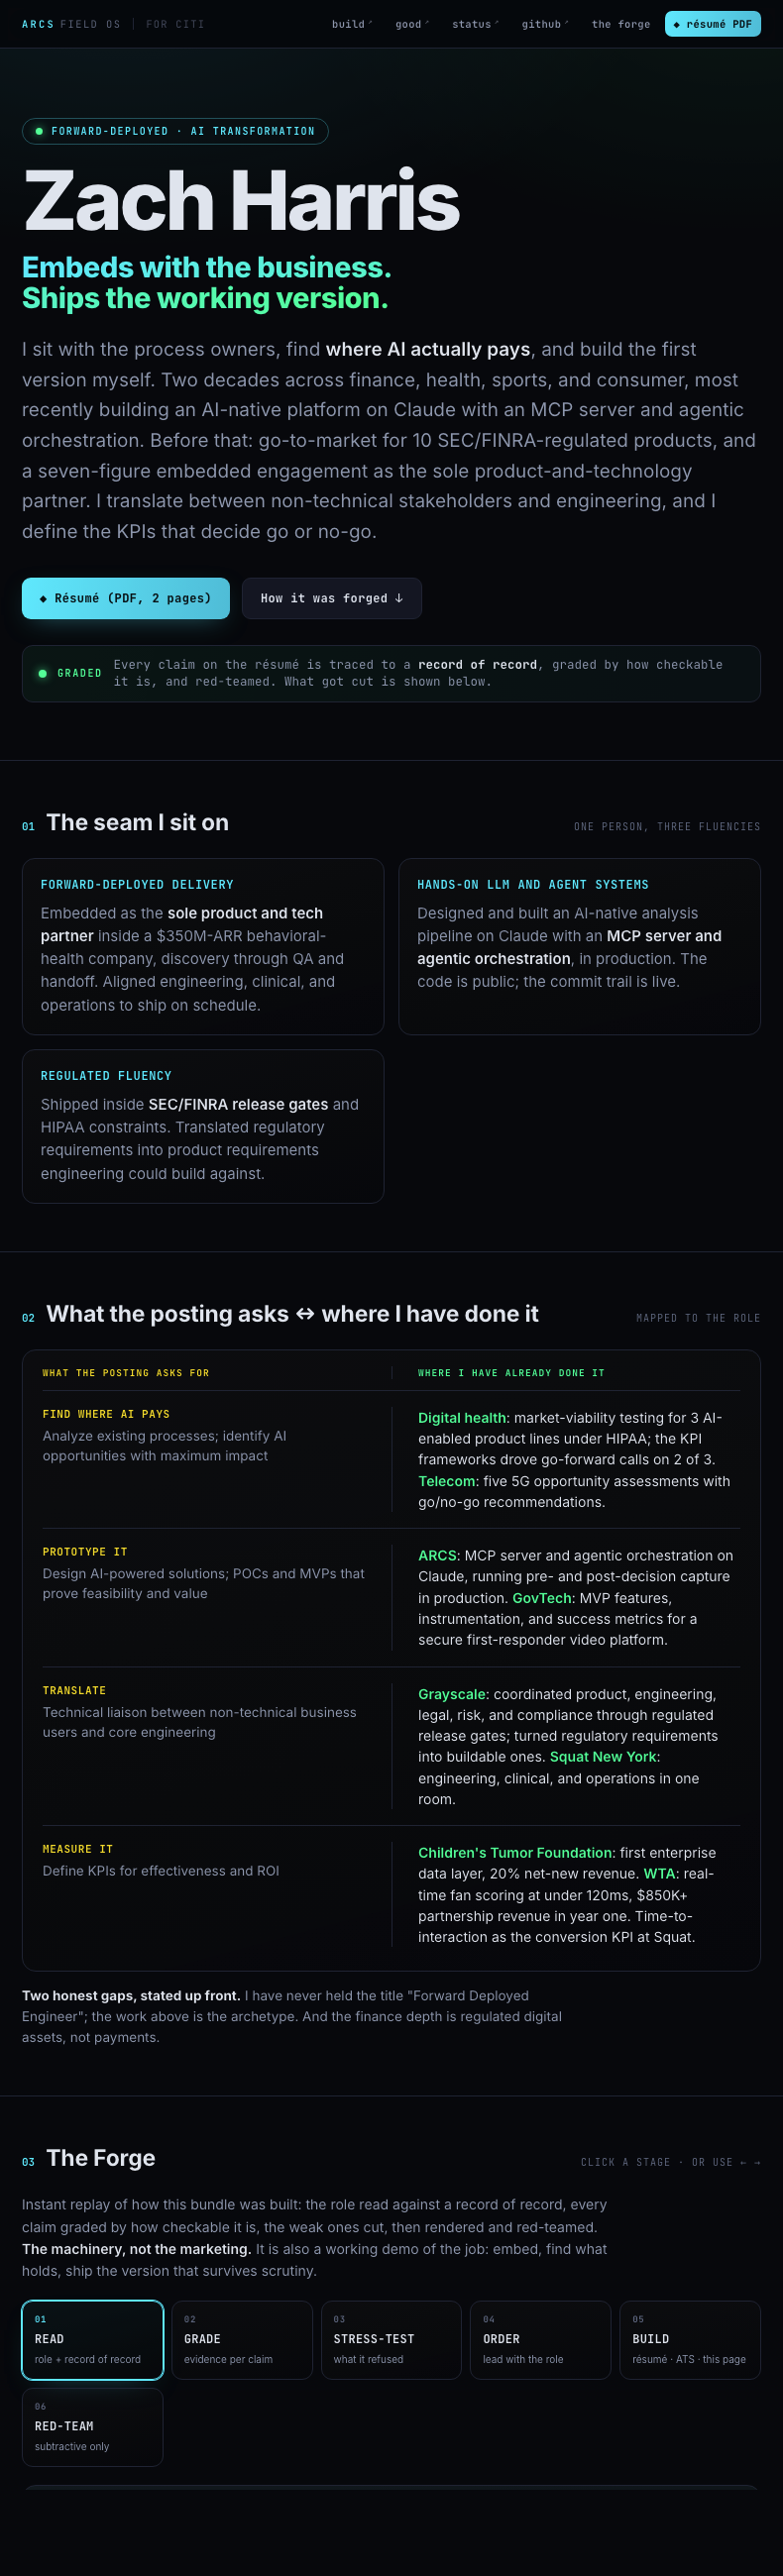 ARCS FIELD OS | FOR CITI
build↗ good↗ status↗ github↗ the forge ◆ résumé PDF
FORWARD-DEPLOYED · AI TRANSFORMATION
Zach Harris
Embeds with the business.
Ships the working version.
I sit with the process owners, find where AI actually pays, and build the first
version myself. Two decades across finance, health, sports, and consumer, most
recently building an AI-native platform on Claude with an MCP server and agentic
orchestration. Before that: go-to-market for 10 SEC/FINRA-regulated products, and
a seven-figure embedded engagement as the sole product-and-technology
partner. I translate between non-technical stakeholders and engineering, and I
define the KPIs that decide go or no-go.
◆ Résumé (PDF, 2 pages)
How it was forged ↓
GRADED
Every claim on the résumé is traced to a record of record, graded by how checkable
it is, and red-teamed. What got cut is shown below.
01 The seam I sit on
ONE PERSON, THREE FLUENCIES
FORWARD-DEPLOYED DELIVERY
Embedded as the sole product and tech
partner inside a $350M-ARR behavioral-
health company, discovery through QA and
handoff. Aligned engineering, clinical, and
operations to ship on schedule.
HANDS-ON LLM AND AGENT SYSTEMS
Designed and built an AI-native analysis
pipeline on Claude with an MCP server and
agentic orchestration, in production. The
code is public; the commit trail is live.
REGULATED FLUENCY
Shipped inside SEC/FINRA release gates and
HIPAA constraints. Translated regulatory
requirements into product requirements
engineering could build against.
02 What the posting asks ↔ where I have done it
MAPPED TO THE ROLE
WHAT THE POSTING ASKS FOR
WHERE I HAVE ALREADY DONE IT
FIND WHERE AI PAYS
Analyze existing processes; identify AI
opportunities with maximum impact
Digital health: market-viability testing for 3 AI-
enabled product lines under HIPAA; the KPI
frameworks drove go-forward calls on 2 of 3.
Telecom: five 5G opportunity assessments with
go/no-go recommendations.
PROTOTYPE IT
Design AI-powered solutions; POCs and MVPs that
prove feasibility and value
ARCS: MCP server and agentic orchestration on
Claude, running pre- and post-decision capture
in production. GovTech: MVP features,
instrumentation, and success metrics for a
secure first-responder video platform.
TRANSLATE
Technical liaison between non-technical business
users and core engineering
Grayscale: coordinated product, engineering,
legal, risk, and compliance through regulated
release gates; turned regulatory requirements
into buildable ones. Squat New York:
engineering, clinical, and operations in one
room.
MEASURE IT
Define KPIs for effectiveness and ROI
Children's Tumor Foundation: first enterprise
data layer, 20% net-new revenue. WTA: real-
time fan scoring at under 120ms, $850K+
partnership revenue in year one. Time-to-
interaction as the conversion KPI at Squat.
Two honest gaps, stated up front. I have never held the title "Forward Deployed
Engineer"; the work above is the archetype. And the finance depth is regulated digital
assets, not payments.
03 The Forge
CLICK A STAGE · OR USE ← →
Instant replay of how this bundle was built: the role read against a record of record, every
claim graded by how checkable it is, the weak ones cut, then rendered and red-teamed.
The machinery, not the marketing. It is also a working demo of the job: embed, find what
holds, ship the version that survives scrutiny.
01
READ
role + record of record
02
GRADE
evidence per claim
03
STRESS-TEST
what it refused
04
ORDER
lead with the role
05
BUILD
résumé · ATS · this page
06
RED-TEAM
subtractive only